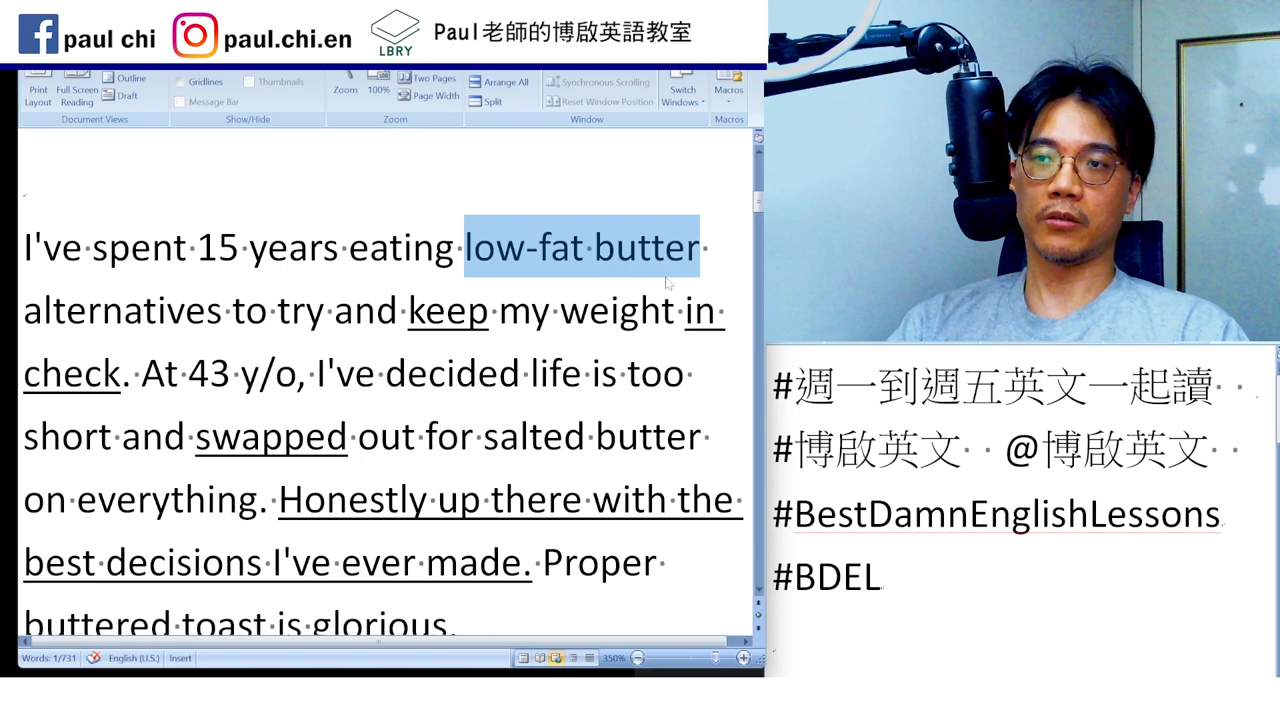 paul chi
paul.chi.en
LBRY
Paul老師的博啟英語教室
Print Layout
Full Screen Reading
Outline
Draft
Document Views
Gridlines
Message Bar
Thumbnails
Show/Hide
Zoom
100%
Two Pages
Page Width
Zoom
Arrange All
Split
Synchronous Scrolling
Reset Window Position
Window
Switch Windows
Macros
Macros
I've spent 15 years eating low-fat butter
alternatives to try and keep my weight in
check. At 43 y/o, I've decided life is too
short and swapped out for salted butter
on everything. Honestly up there with the
best decisions I've ever made. Proper
buttered toast is glorious.
Words: 1/731
English (U.S.)
Insert
350%
#週一到週五英文一起讀
#博啟英文 @博啟英文
#BestDamnEnglishLessons
#BDEL